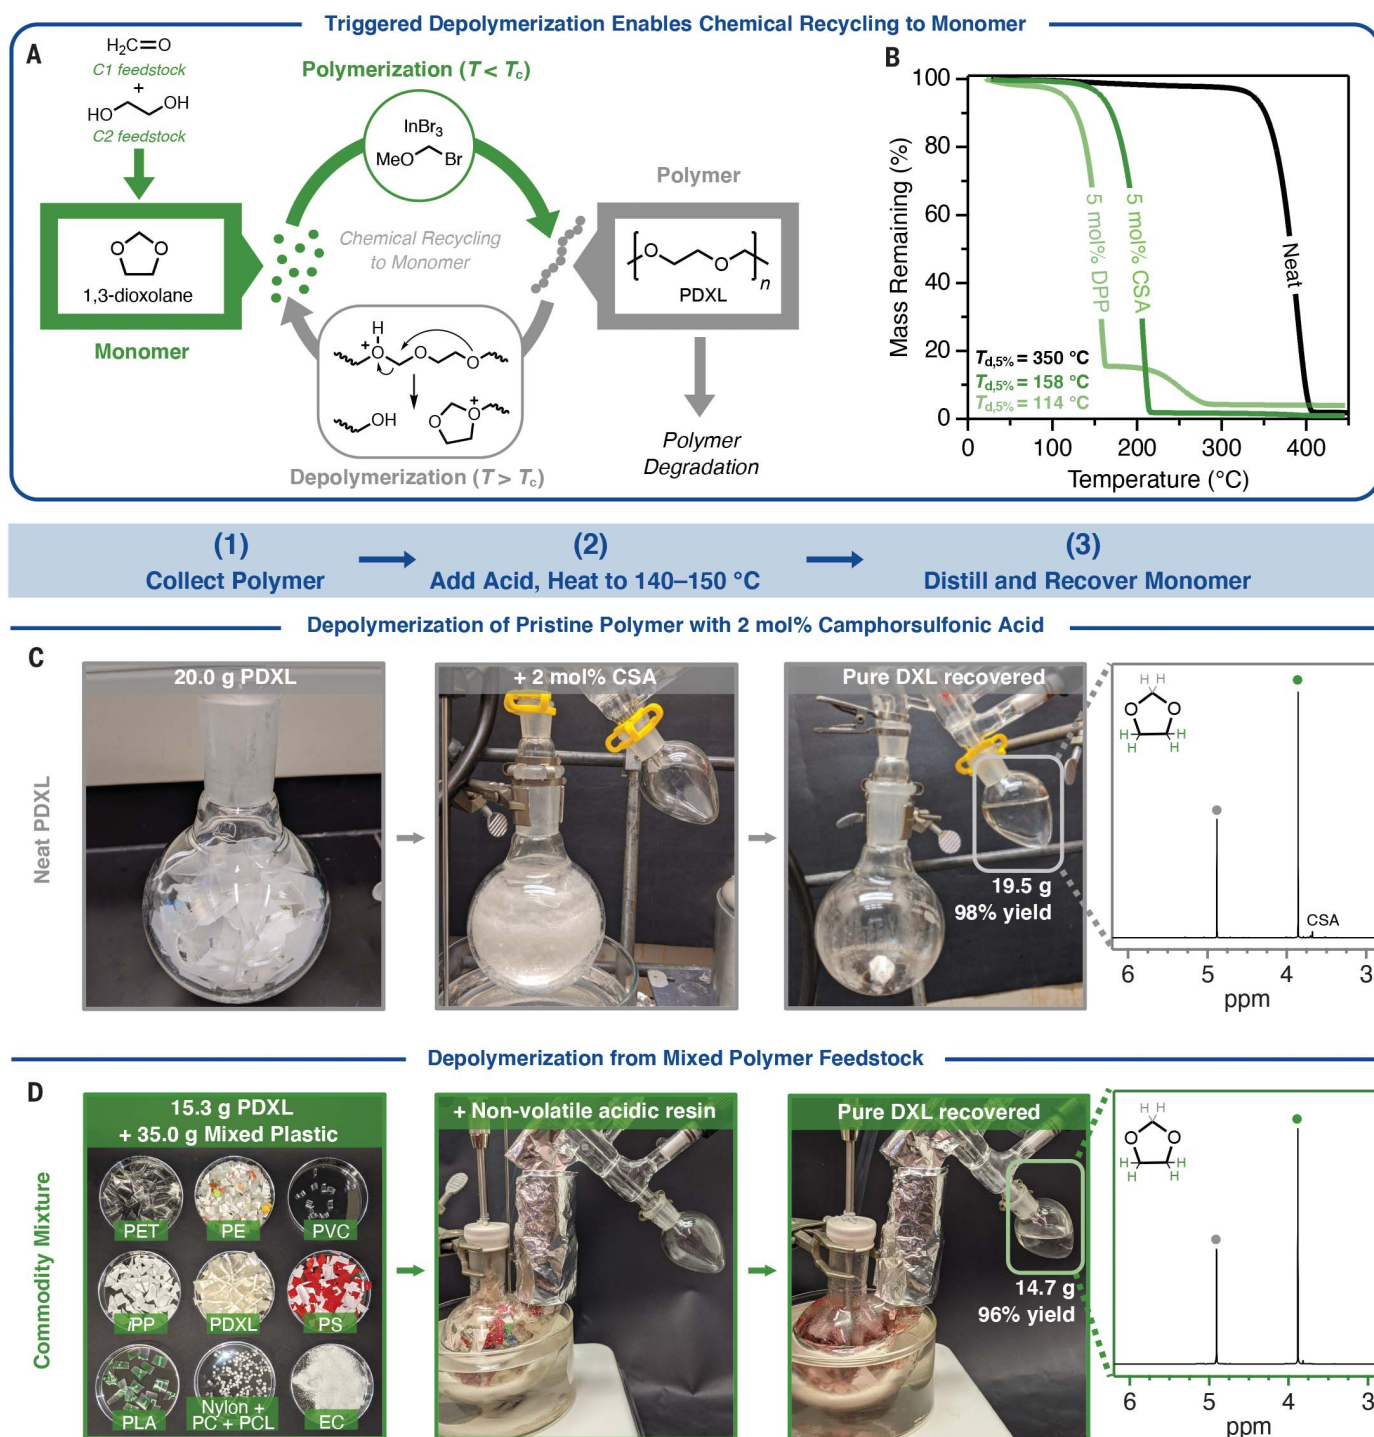 Triggered Depolymerization Enables Chemical Recycling to Monomer
A
H₂C=O
C1 feedstock
+
HO
OH
C2 feedstock
O
O
1,3-dioxolane
Monomer
Polymerization (T < Tc)
InBr₃
MeO
Br
Chemical Recycling
to Monomer
H
+
O
O
O
OH
O
O
+
Depolymerization (T > Tc)
Polymer
O
O
n
PDXL
Polymer
Degradation
B
Mass Remaining (%)
100
80
60
40
20
0
5 mol% DPP
5 mol% CSA
Neat
Td,5% = 350 °C
Td,5% = 158 °C
Td,5% = 114 °C
0
100
200
300
400
Temperature (°C)
(1)
Collect Polymer
(2)
Add Acid, Heat to 140–150 °C
(3)
Distill and Recover Monomer
Depolymerization of Pristine Polymer with 2 mol% Camphorsulfonic Acid
C
Neat PDXL
20.0 g PDXL
+ 2 mol% CSA
Pure DXL recovered
19.5 g
98% yield
H H
O
O
H
H
H
H
CSA
6
5
4
3
ppm
Depolymerization from Mixed Polymer Feedstock
D
Commodity Mixture
15.3 g PDXL
+ 35.0 g Mixed Plastic
PET
PE
PVC
iPP
PDXL
PS
PLA
Nylon +
PC + PCL
EC
+ Non-volatile acidic resin
Pure DXL recovered
14.7 g
96% yield
H H
O
O
H
H
H
H
6
5
4
3
ppm